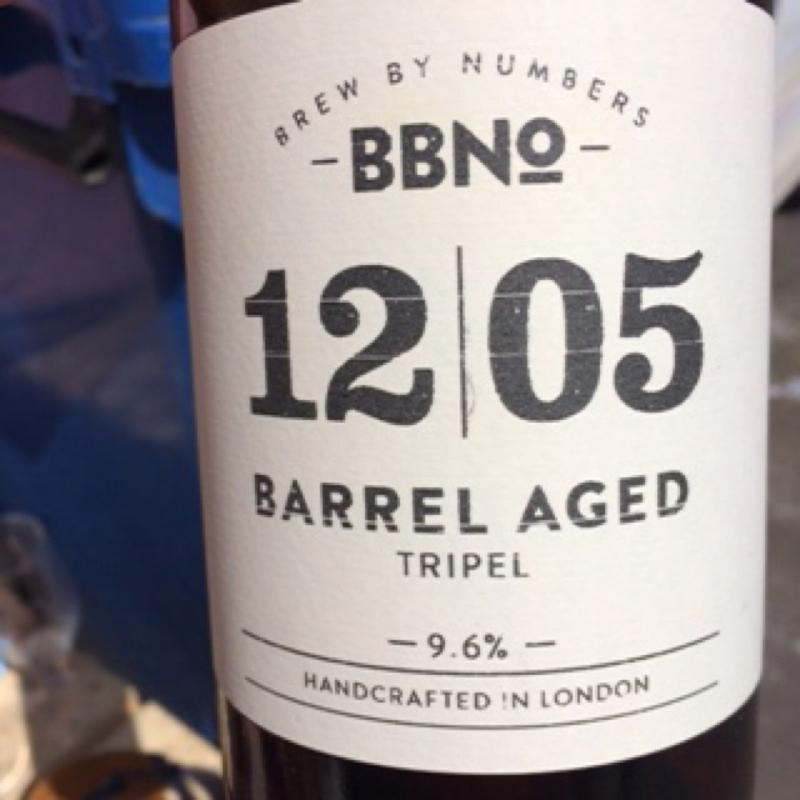 BREW BY NUMBERS
-BBNo-
12|05
BARREL AGED
TRIPEL
- 9.6% -
HANDCRAFTED IN LONDON